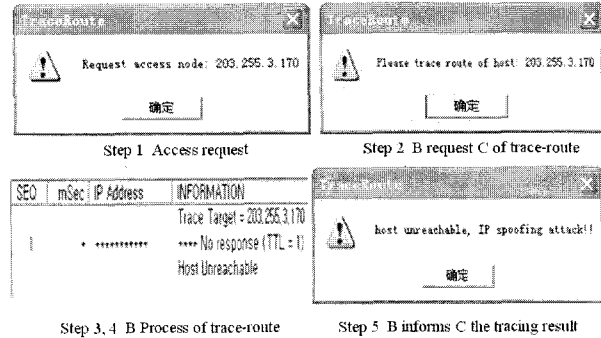 TraceRoute
Request access node: 203.255.3.170
确定
Step 1 Access request
TraceRoute
Please trace route of host: 203.255.3.170
确定
Step 2 B request C of trace-route
SEQ mSec IP Address INFORMATION
Trace Target = 203.255.3.170
1 * *********** **** No response (TTL = 1)
Host Unreachable
Step 3, 4 B Process of trace-route
TraceRoute
host unreachable, IP spoofing attack!!
确定
Step 5 B informs C the tracing result